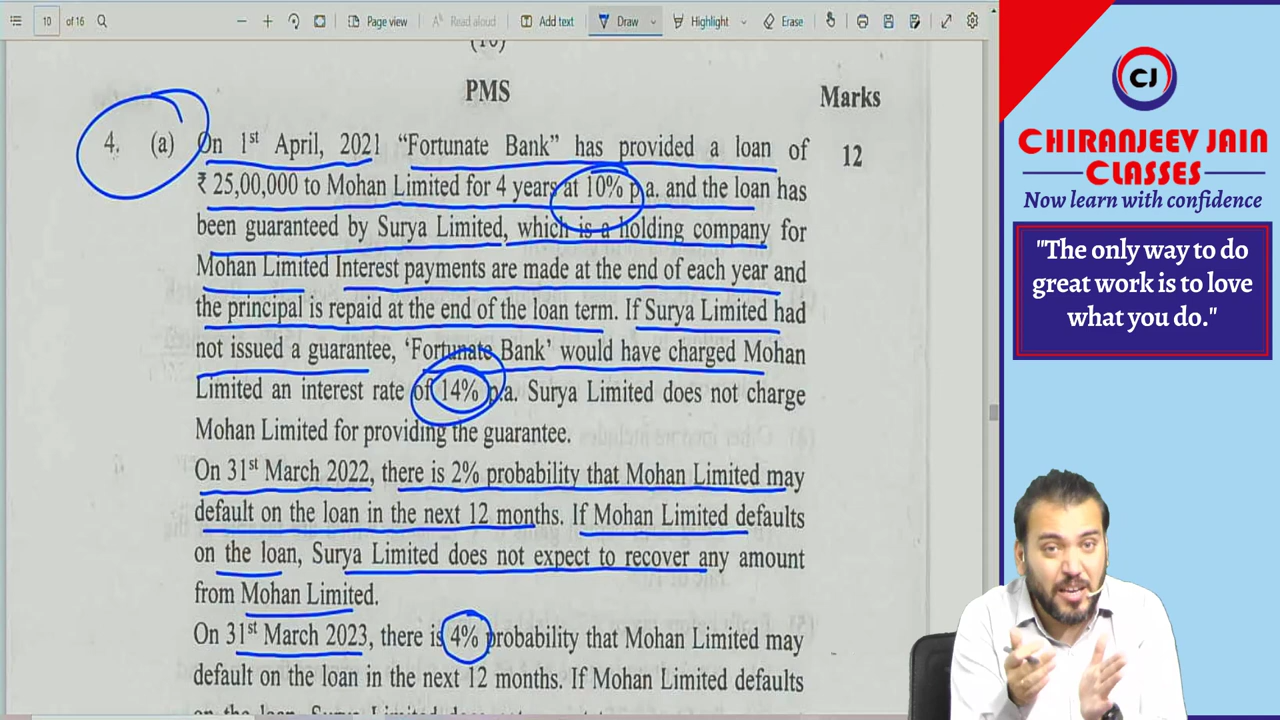 10
of 16
Page view
Read aloud
Add text
Draw
Highlight
Erase
(10)
PMS
Marks
4. (a) On 1st April, 2021 "Fortunate Bank" has provided a loan of 12
₹ 25,00,000 to Mohan Limited for 4 years at 10% p.a. and the loan has
been guaranteed by Surya Limited, which is a holding company for
Mohan Limited Interest payments are made at the end of each year and
the principal is repaid at the end of the loan term. If Surya Limited had
not issued a guarantee, 'Fortunate Bank' would have charged Mohan
Limited an interest rate of 14% p.a. Surya Limited does not charge
Mohan Limited for providing the guarantee.
On 31st March 2022, there is 2% probability that Mohan Limited may
default on the loan in the next 12 months. If Mohan Limited defaults
on the loan, Surya Limited does not expect to recover any amount
from Mohan Limited.
On 31st March 2023, there is 4% probability that Mohan Limited may
default on the loan in the next 12 months. If Mohan Limited defaults
CJ
CHIRANJEEV JAIN
CLASSES
Now learn with confidence
"The only way to do
great work is to love
what you do."